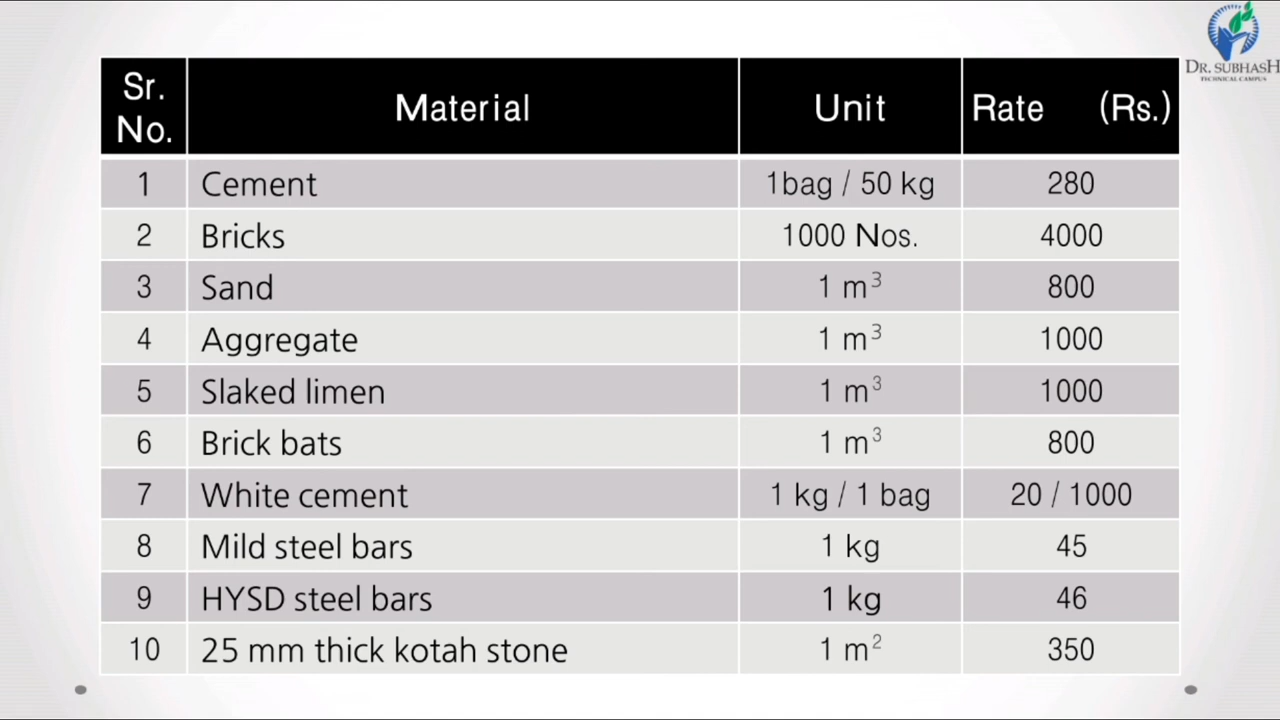 DR. SUBHASH
TECHNICAL CAMPUS
Sr. No. Material Unit Rate (Rs.)
1 Cement 1bag / 50 kg 280
2 Bricks 1000 Nos. 4000
3 Sand 1 m³ 800
4 Aggregate 1 m³ 1000
5 Slaked limen 1 m³ 1000
6 Brick bats 1 m³ 800
7 White cement 1 kg / 1 bag 20 / 1000
8 Mild steel bars 1 kg 45
9 HYSD steel bars 1 kg 46
10 25 mm thick kotah stone 1 m² 350